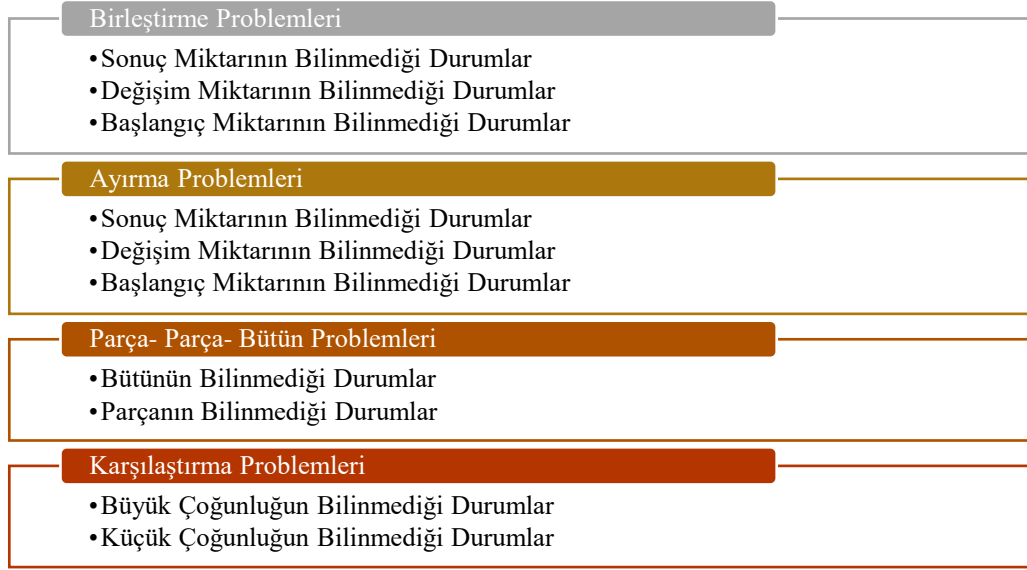 Birleştirme Problemleri
•Sonuç Miktarının Bilinmediği Durumlar
•Değişim Miktarının Bilinmediği Durumlar
•Başlangıç Miktarının Bilinmediği Durumlar
Ayırma Problemleri
•Sonuç Miktarının Bilinmediği Durumlar
•Değişim Miktarının Bilinmediği Durumlar
•Başlangıç Miktarının Bilinmediği Durumlar
Parça- Parça- Bütün Problemleri
•Bütünün Bilinmediği Durumlar
•Parçanın Bilinmediği Durumlar
Karşılaştırma Problemleri
•Büyük Çoğunluğun Bilinmediği Durumlar
•Küçük Çoğunluğun Bilinmediği Durumlar